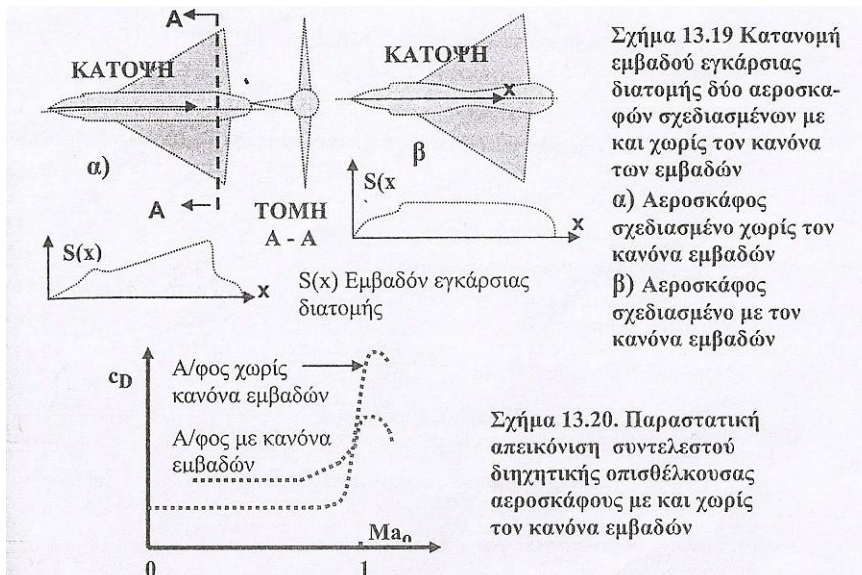 A
ΚΑΤΟΨΗ
α)
A
ΤΟΜΗ
A - A
ΚΑΤΟΨΗ
x
β
S(x
x
S(x)
x
S(x) Εμβαδόν εγκάρσιας
διατομής
Σχήμα 13.19 Κατανομή
εμβαδού εγκάρσιας
διατομής δύο αεροσκα-
φών σχεδιασμένων με
και χωρίς τον κανόνα
των εμβαδών
α) Αεροσκάφος
σχεδιασμένο χωρίς τον
κανόνα εμβαδών
β) Αεροσκάφος
σχεδιασμένο με τον
κανόνα εμβαδών
cD
Α/φος χωρίς
κανόνα εμβαδών
Α/φος με κανόνα
εμβαδών
Ma0
0
1
Σχήμα 13.20. Παραστατική
απεικόνιση συντελεστού
διηχητικής οπισθέλκουσας
αεροσκάφους με και χωρίς
τον κανόνα εμβαδών